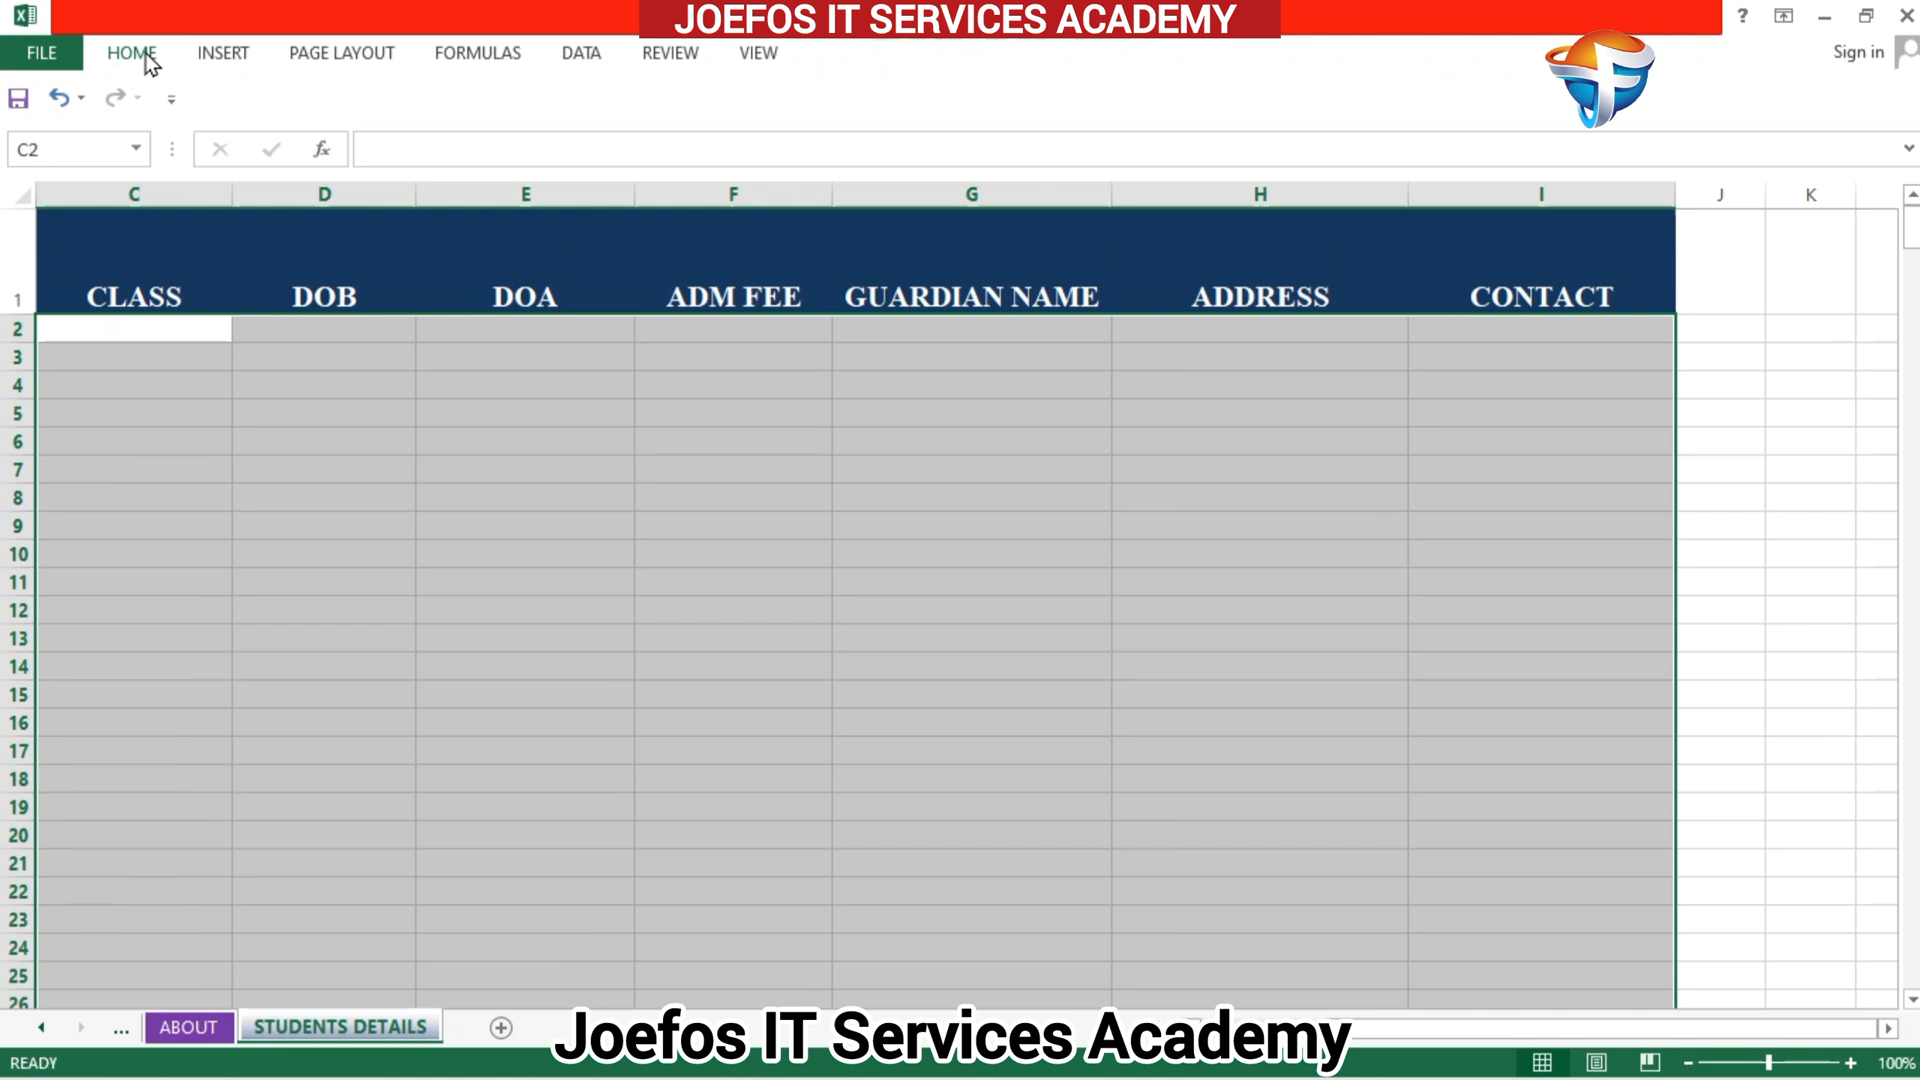 JOEFOS IT SERVICES ACADEMY
FILE HOME INSERT PAGE LAYOUT FORMULAS DATA REVIEW VIEW
Sign in
C2
fx
C D E F G H I J K
1 CLASS DOB DOA ADM FEE GUARDIAN NAME ADDRESS CONTACT
2
3
4
5
6
7
8
9
10
11
12
13
14
15
16
17
18
19
20
21
22
23
24
25
26
... ABOUT STUDENTS DETAILS
Joefos IT Services Academy
READY
100%